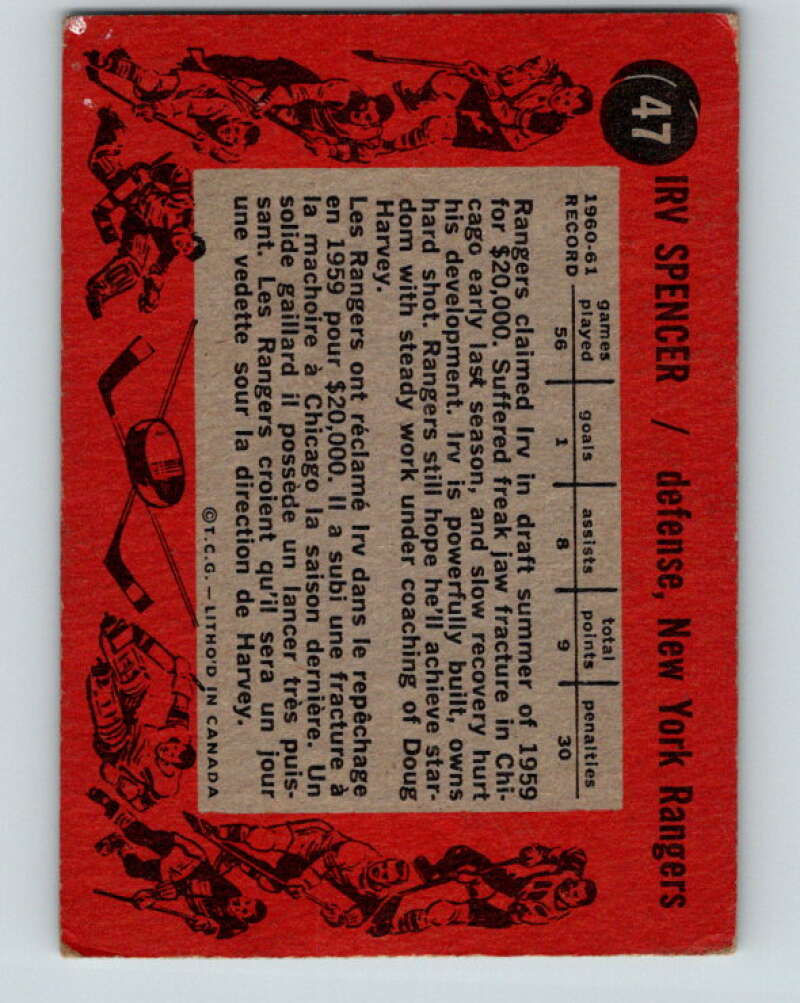 47
IRV SPENCER / defense, New York Rangers
games total
1960-61 played goals assists points penalties
RECORD 56 1 8 9 30
Rangers claimed Irv in draft summer of 1959
for $20,000. Suffered freak jaw fracture in Chi-
cago early last season, and slow recovery hurt
his development. Irv is powerfully built, owns
hard shot. Rangers still hope he'll achieve star-
dom with steady work under coaching of Doug
Harvey.
Les Rangers ont réclamé Irv dans le repêchage
en 1959 pour $20,000. Il a subi une fracture à
la machoire à Chicago la saison dernière. Un
solide gaillard il possède un lancer très puis-
sant. Les Rangers croient qu'il sera un jour
une vedette sour la direction de Harvey.
©T.C.G. — LITHO'D IN CANADA